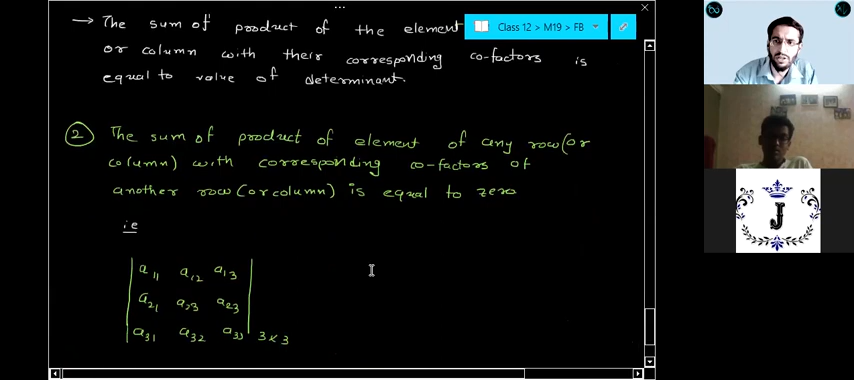 → The sum of product of the element
or column with their corresponding co-factors is
equal to value of determinant.
Class 12 > M19 > FB
② The sum of product of element of any row (or
column) with corresponding co-factors of
another row (or column) is equal to zero
ie
a11 a12 a13
a21 a23 a23
a31 a32 a33 3×3
J